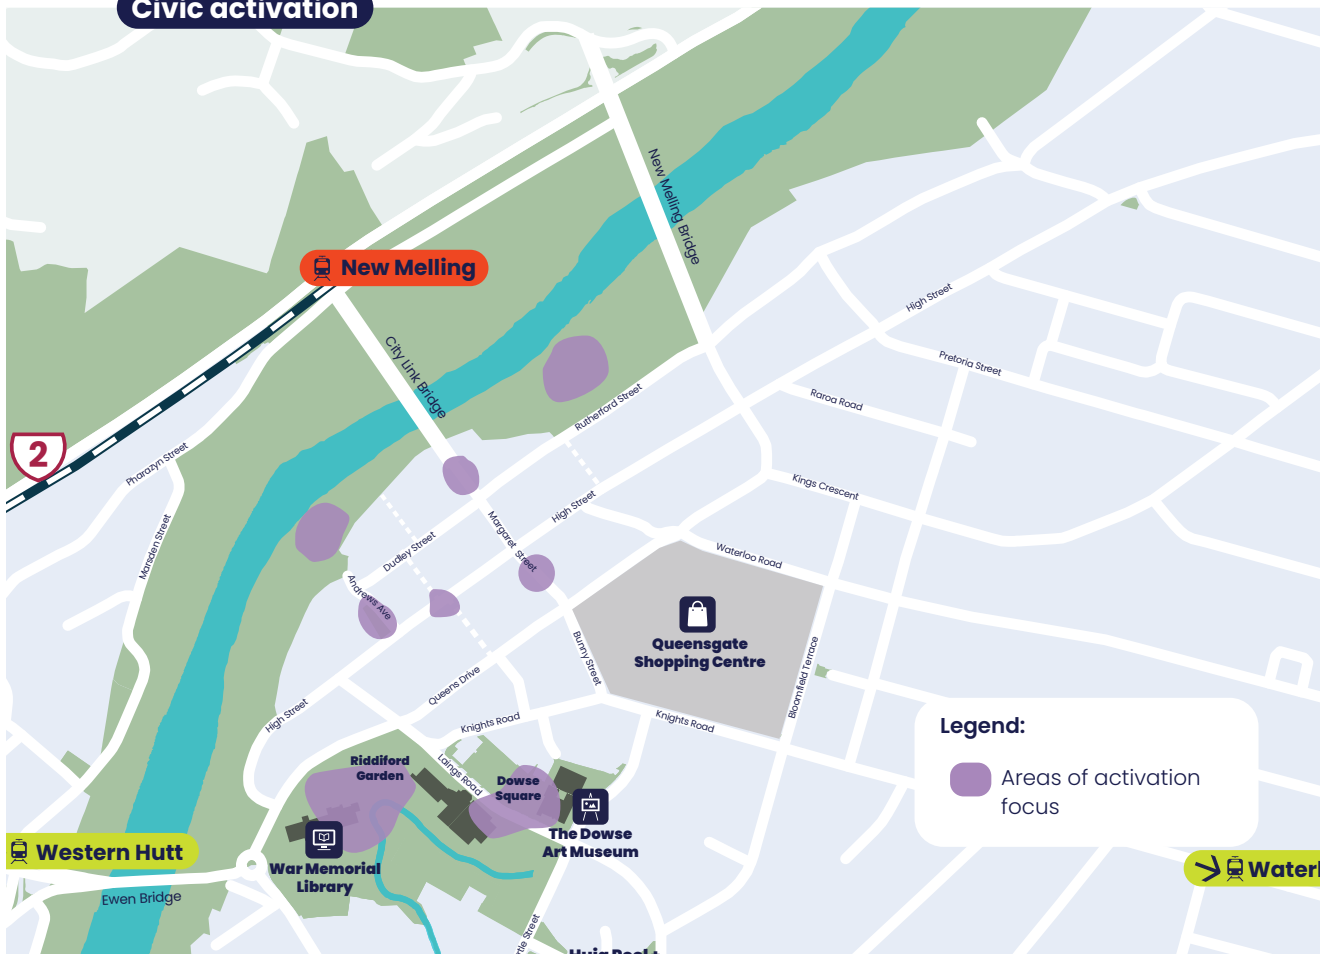 Civic activation
New Melling Bridge
New Melling
High Street
City Link Bridge
Pretoria Street
Rutherford Street
Raroa Road
2
Pharazyn Street
Kings Crescent
High Street
Marsden Street
Margaret Street
Dudley Street
Waterloo Road
Andrews Ave
Queensgate
Shopping Centre
Bunny Street
Bloomfield Terrace
Queens Drive
High Street
Knights Road
Knights Road
Legend:
Areas of activation
focus
Riddiford
Garden
Laings Road
Dowse
Square
The Dowse
Art Museum
Western Hutt
War Memorial
Library
Ewen Bridge